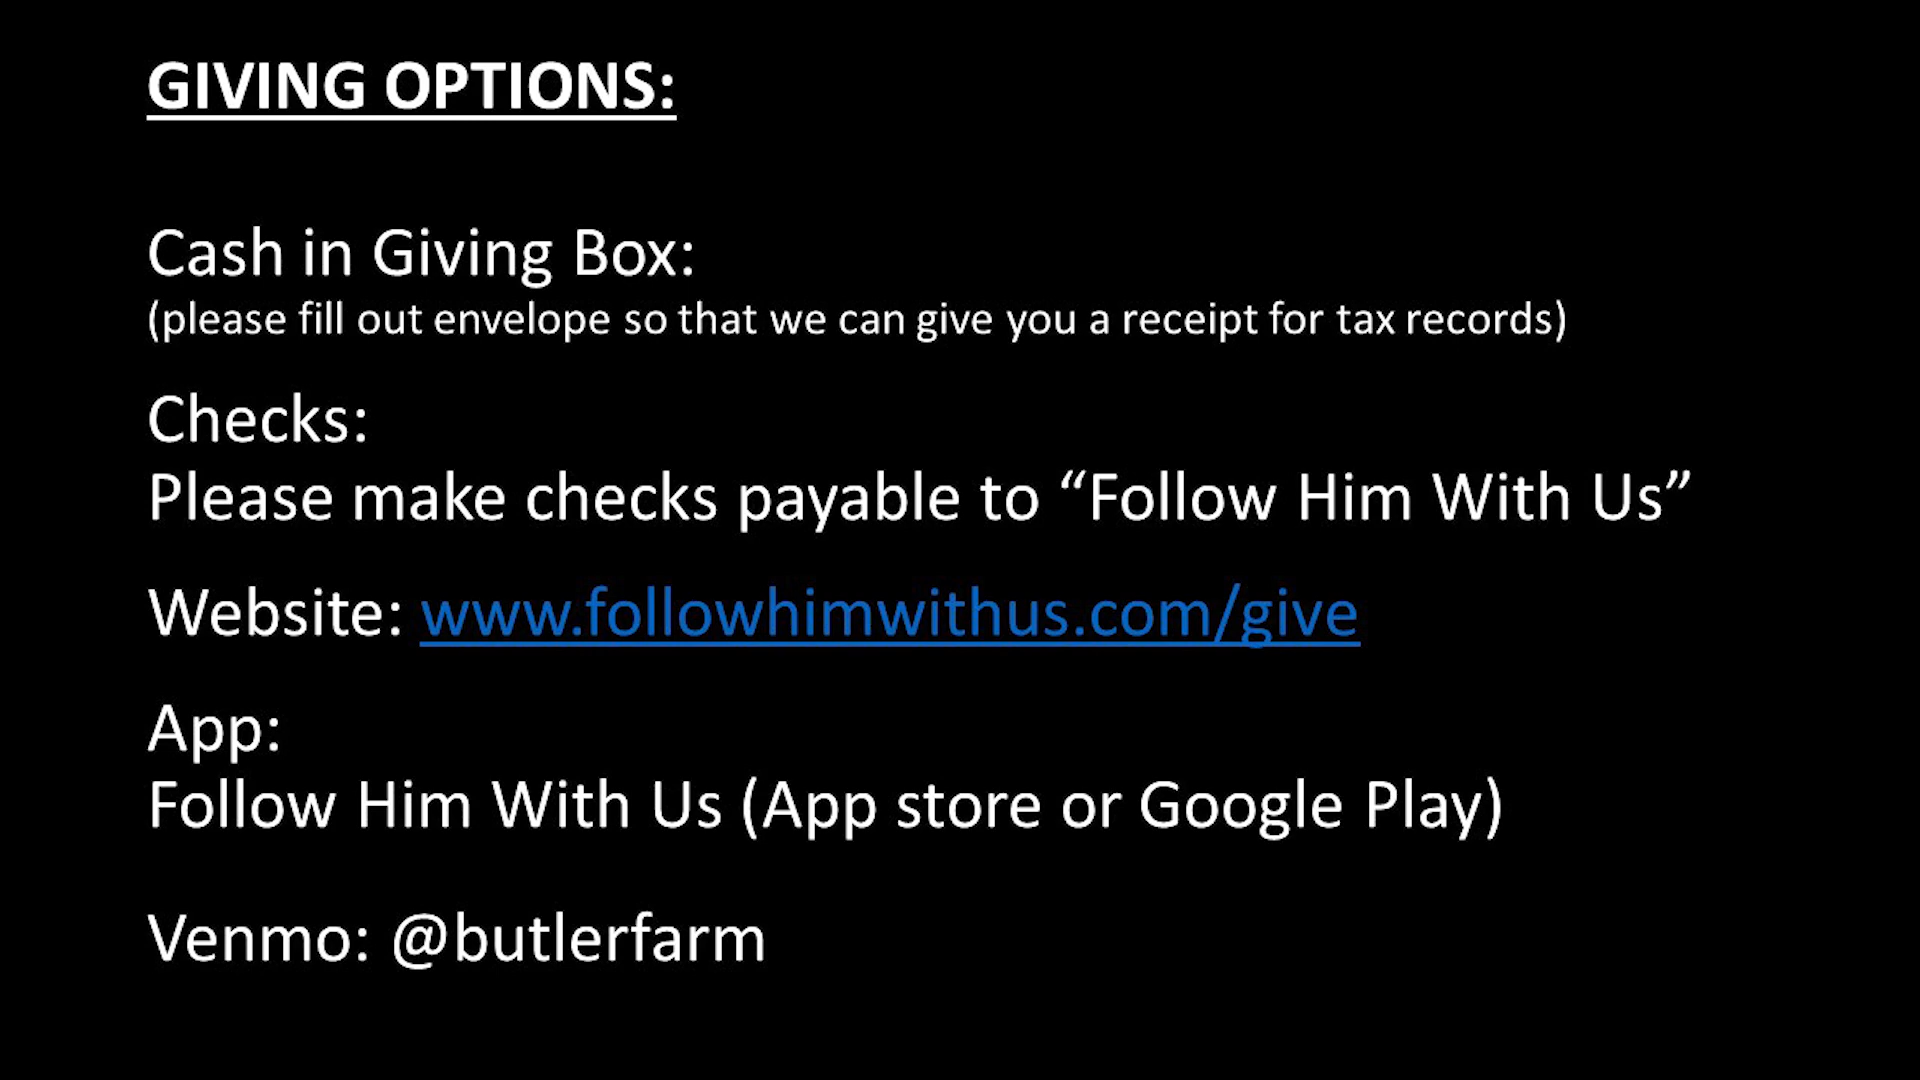 GIVING OPTIONS:
Cash in Giving Box:
(please fill out envelope so that we can give you a receipt for tax records)
Checks:
Please make checks payable to “Follow Him With Us”
Website: www.followhimwithus.com/give
App:
Follow Him With Us (App store or Google Play)
Venmo: @butlerfarm